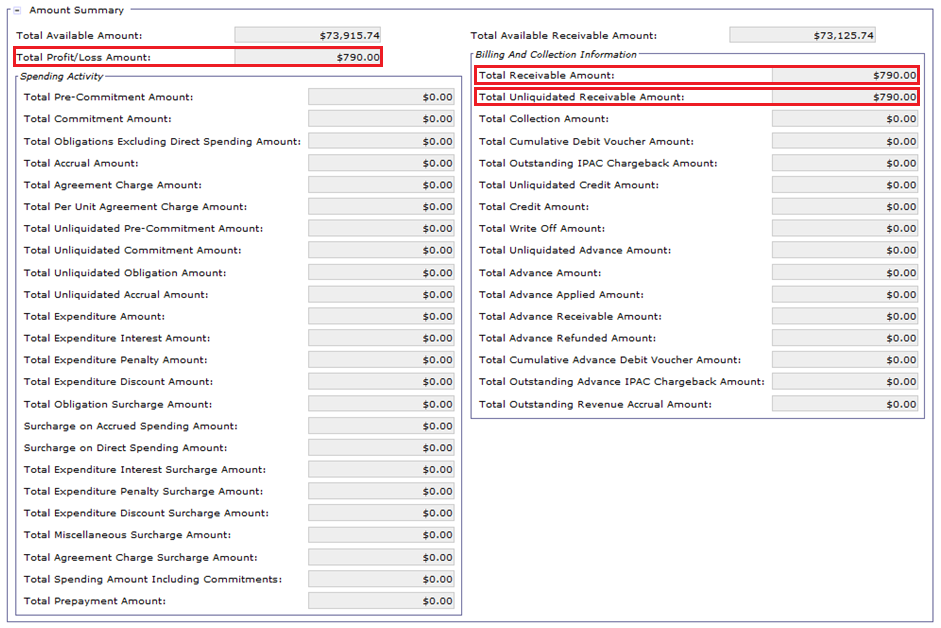 Amount Summary
Total Available Amount: $73,915.74
Total Profit/Loss Amount: $790.00
Spending Activity
Total Pre-Commitment Amount: $0.00
Total Commitment Amount: $0.00
Total Obligations Excluding Direct Spending Amount: $0.00
Total Accrual Amount: $0.00
Total Agreement Charge Amount: $0.00
Total Per Unit Agreement Charge Amount: $0.00
Total Unliquidated Pre-Commitment Amount: $0.00
Total Unliquidated Commitment Amount: $0.00
Total Unliquidated Obligation Amount: $0.00
Total Unliquidated Accrual Amount: $0.00
Total Expenditure Amount: $0.00
Total Expenditure Interest Amount: $0.00
Total Expenditure Penalty Amount: $0.00
Total Expenditure Discount Amount: $0.00
Total Obligation Surcharge Amount: $0.00
Surcharge on Accrued Spending Amount: $0.00
Surcharge on Direct Spending Amount: $0.00
Total Expenditure Interest Surcharge Amount: $0.00
Total Expenditure Penalty Surcharge Amount: $0.00
Total Expenditure Discount Surcharge Amount: $0.00
Total Miscellaneous Surcharge Amount: $0.00
Total Agreement Charge Surcharge Amount: $0.00
Total Spending Amount Including Commitments: $0.00
Total Prepayment Amount: $0.00
Total Available Receivable Amount: $73,125.74
Billing And Collection Information
Total Receivable Amount: $790.00
Total Unliquidated Receivable Amount: $790.00
Total Collection Amount: $0.00
Total Cumulative Debit Voucher Amount: $0.00
Total Outstanding IPAC Chargeback Amount: $0.00
Total Unliquidated Credit Amount: $0.00
Total Credit Amount: $0.00
Total Write Off Amount: $0.00
Total Unliquidated Advance Amount: $0.00
Total Advance Amount: $0.00
Total Advance Applied Amount: $0.00
Total Advance Receivable Amount: $0.00
Total Advance Refunded Amount: $0.00
Total Cumulative Advance Debit Voucher Amount: $0.00
Total Outstanding Advance IPAC Chargeback Amount: $0.00
Total Outstanding Revenue Accrual Amount: $0.00